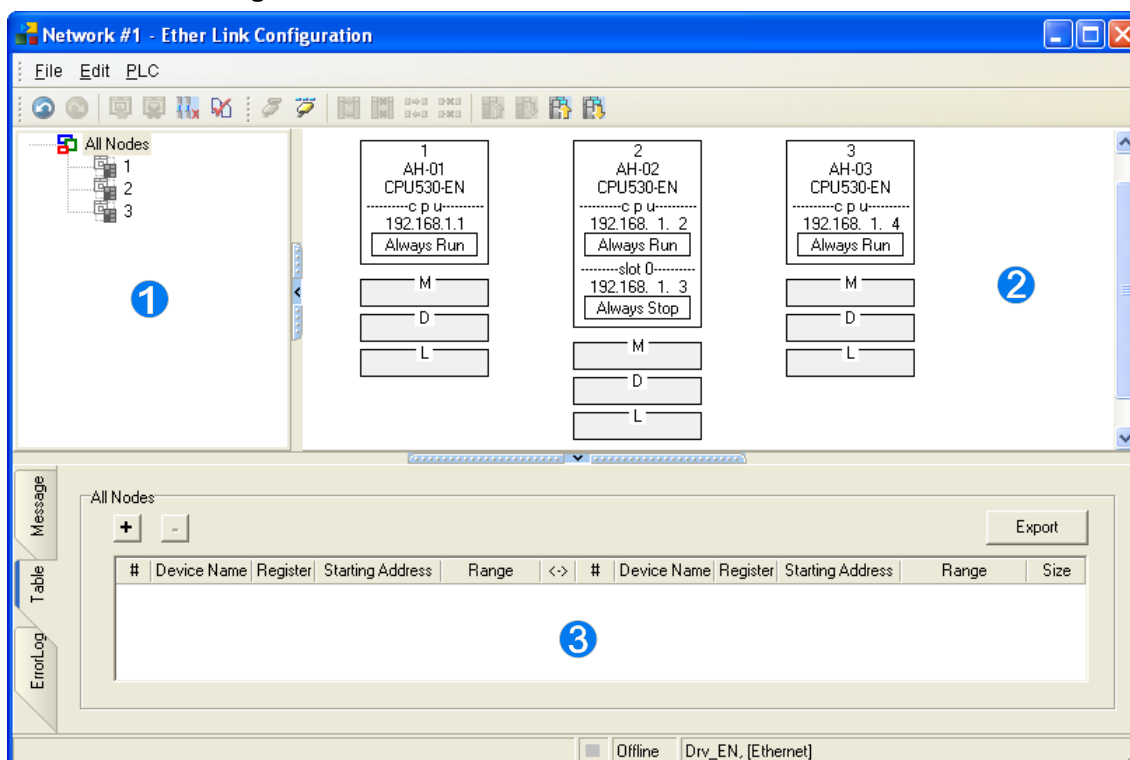 Network #1 - Ether Link Configuration
File Edit PLC
All Nodes
1
2
3
1
1
AH-01
CPU530-EN
---------c p u---------
192.168.1.1
Always Run
M
D
L
2
AH-02
CPU530-EN
---------c p u---------
192.168. 1. 2
Always Run
--------slot 0---------
192.168. 1. 3
Always Stop
M
D
L
3
AH-03
CPU530-EN
---------c p u---------
192.168. 1. 4
Always Run
M
D
L
2
Message
Table
ErrorLog
All Nodes
+ - Export
# Device Name Register Starting Address Range <-> # Device Name Register Starting Address Range Size
3
Offline Drv_EN, [Ethernet]